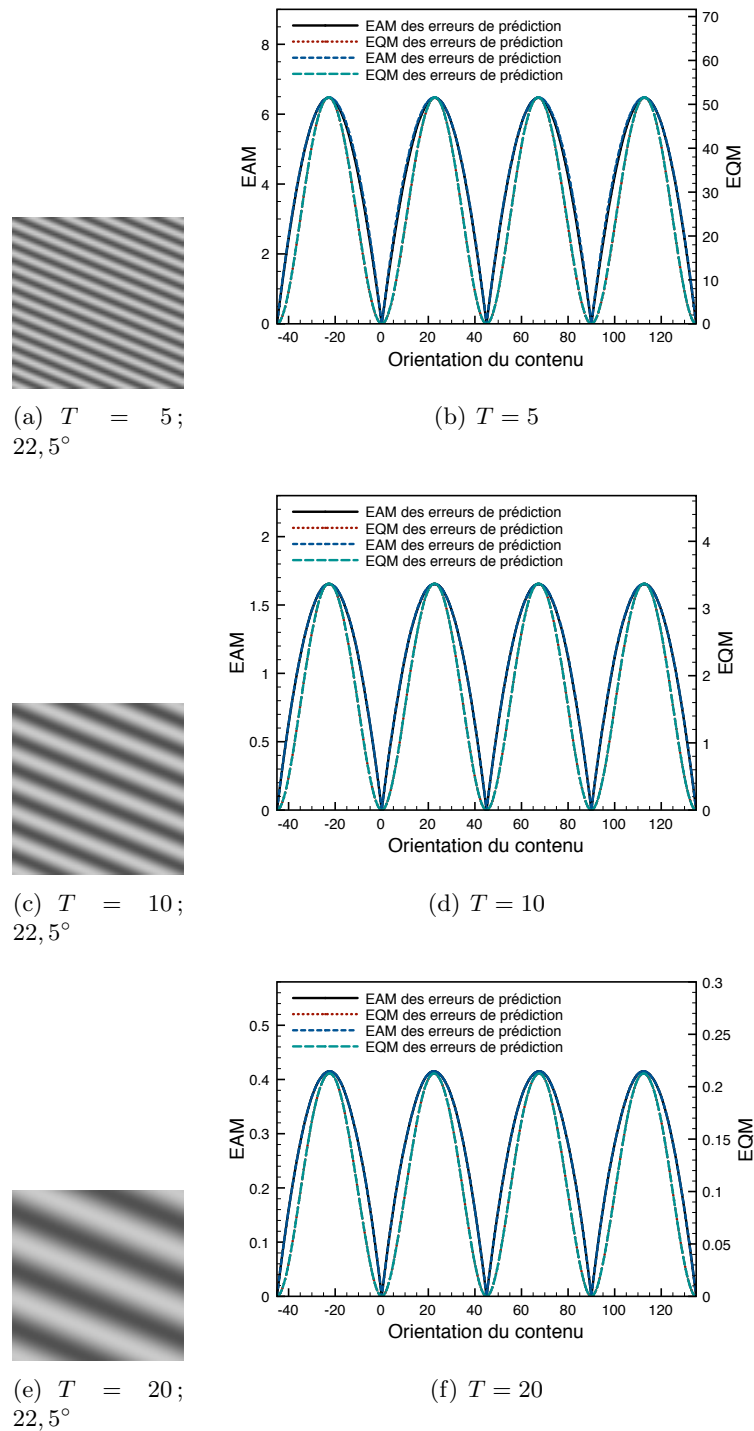 EAM des erreurs de prédiction
EQM des erreurs de prédiction
EAM des erreurs de prédiction
EQM des erreurs de prédiction
8
6
4
2
0
EAM
70
60
50
40
30
20
10
0
EQM
-40 -20 0 20 40 60 80 100 120
Orientation du contenu
(a) T = 5 ;
22, 5°
(b) T = 5
EAM des erreurs de prédiction
EQM des erreurs de prédiction
EAM des erreurs de prédiction
EQM des erreurs de prédiction
2
1.5
1
0.5
0
EAM
4
3
2
1
0
EQM
-40 -20 0 20 40 60 80 100 120
Orientation du contenu
(c) T = 10 ;
22, 5°
(d) T = 10
EAM des erreurs de prédiction
EQM des erreurs de prédiction
EAM des erreurs de prédiction
EQM des erreurs de prédiction
0.5
0.4
0.3
0.2
0.1
0
EAM
0.3
0.25
0.2
0.15
0.1
0.05
0
EQM
-40 -20 0 20 40 60 80 100 120
Orientation du contenu
(e) T = 20 ;
22, 5°
(f) T = 20